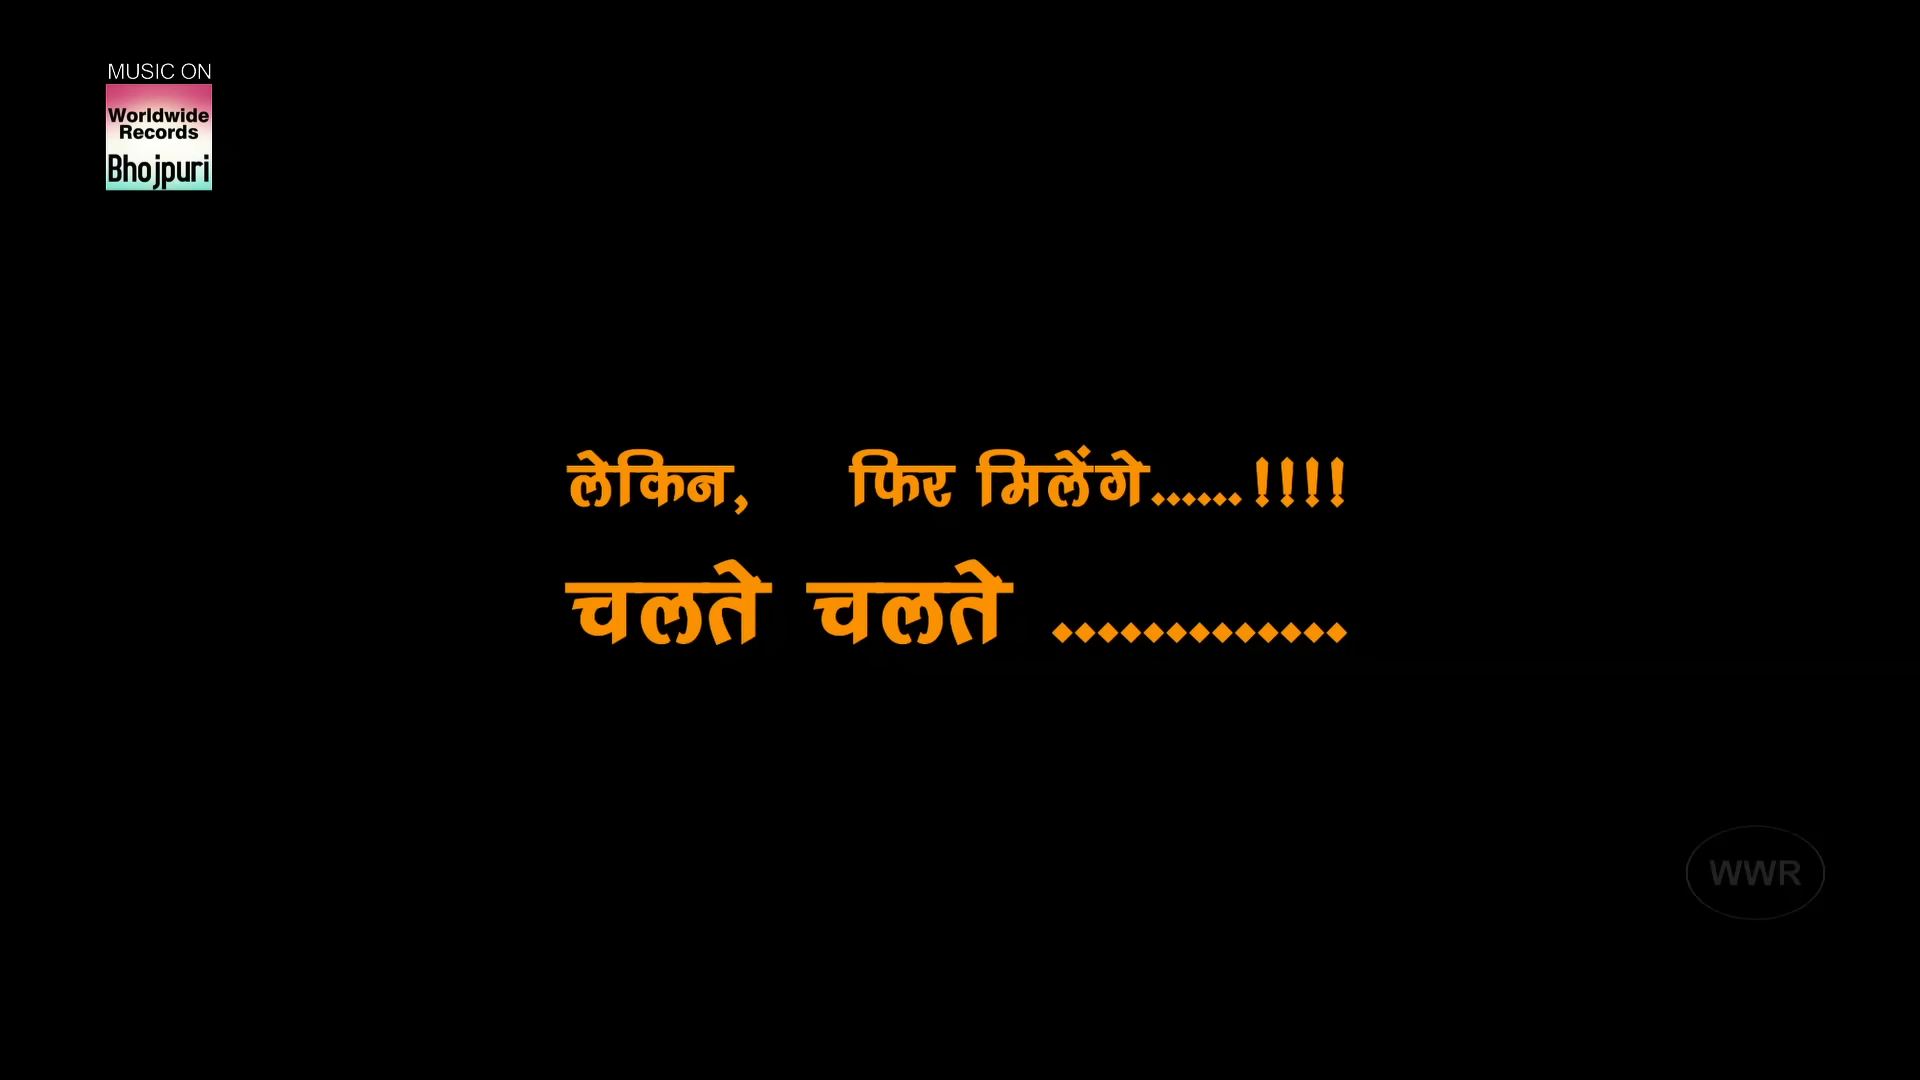 MUSIC ON
Worldwide
Records
Bhojpuri
लेकिन, फिर मिलेंगे......!!!!
चलते चलते .............
WWR